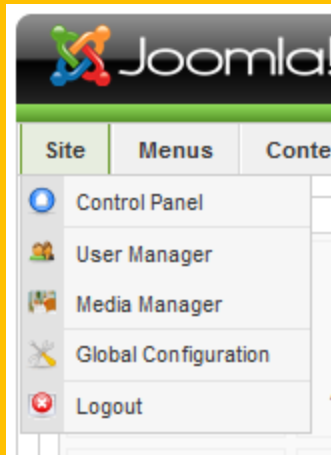 Joomla!
Site Menus Conte
Control Panel
User Manager
Media Manager
Global Configuration
Logout